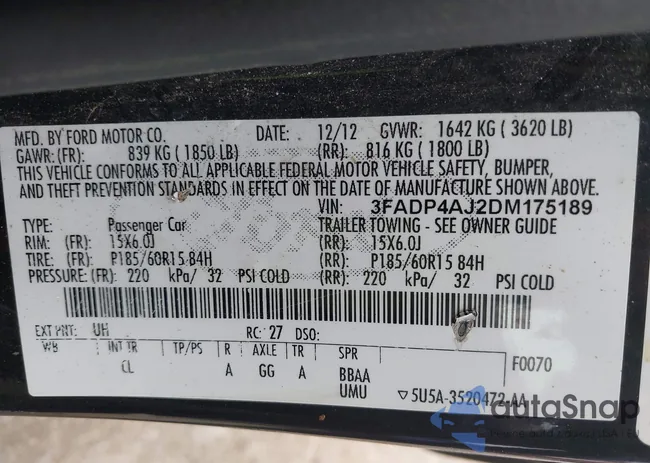 MFD. BY FORD MOTOR CO. DATE: 12/12 GVWR: 1642 KG ( 3620 LB)
GAWR: (FR): 839 KG ( 1850 LB) (RR): 816 KG ( 1800 LB)
THIS VEHICLE CONFORMS TO ALL APPLICABLE FEDERAL MOTOR VEHICLE SAFETY, BUMPER,
AND THEFT PREVENTION STANDARDS IN EFFECT ON THE DATE OF MANUFACTURE SHOWN ABOVE.
VIN: 3FADP4AJ2DM175189
TYPE: Passenger Car TRAILER TOWING - SEE OWNER GUIDE
RIM: (FR): 15X6.0J (RR): 15X6.0J
TIRE: (FR): P185/60R15 84H (RR): P185/60R15 84H
PRESSURE: (FR): 220 kPa/ 32 PSI COLD (RR): 220 kPa/ 32 PSI COLD
EXT PNT: UH RC: 27 DSO:
WB INT TR TP/PS R AXLE TR SPR F0070
CL A GG A BBAA
UMU ▽ 5U5A-3520472-AA
autoSnap